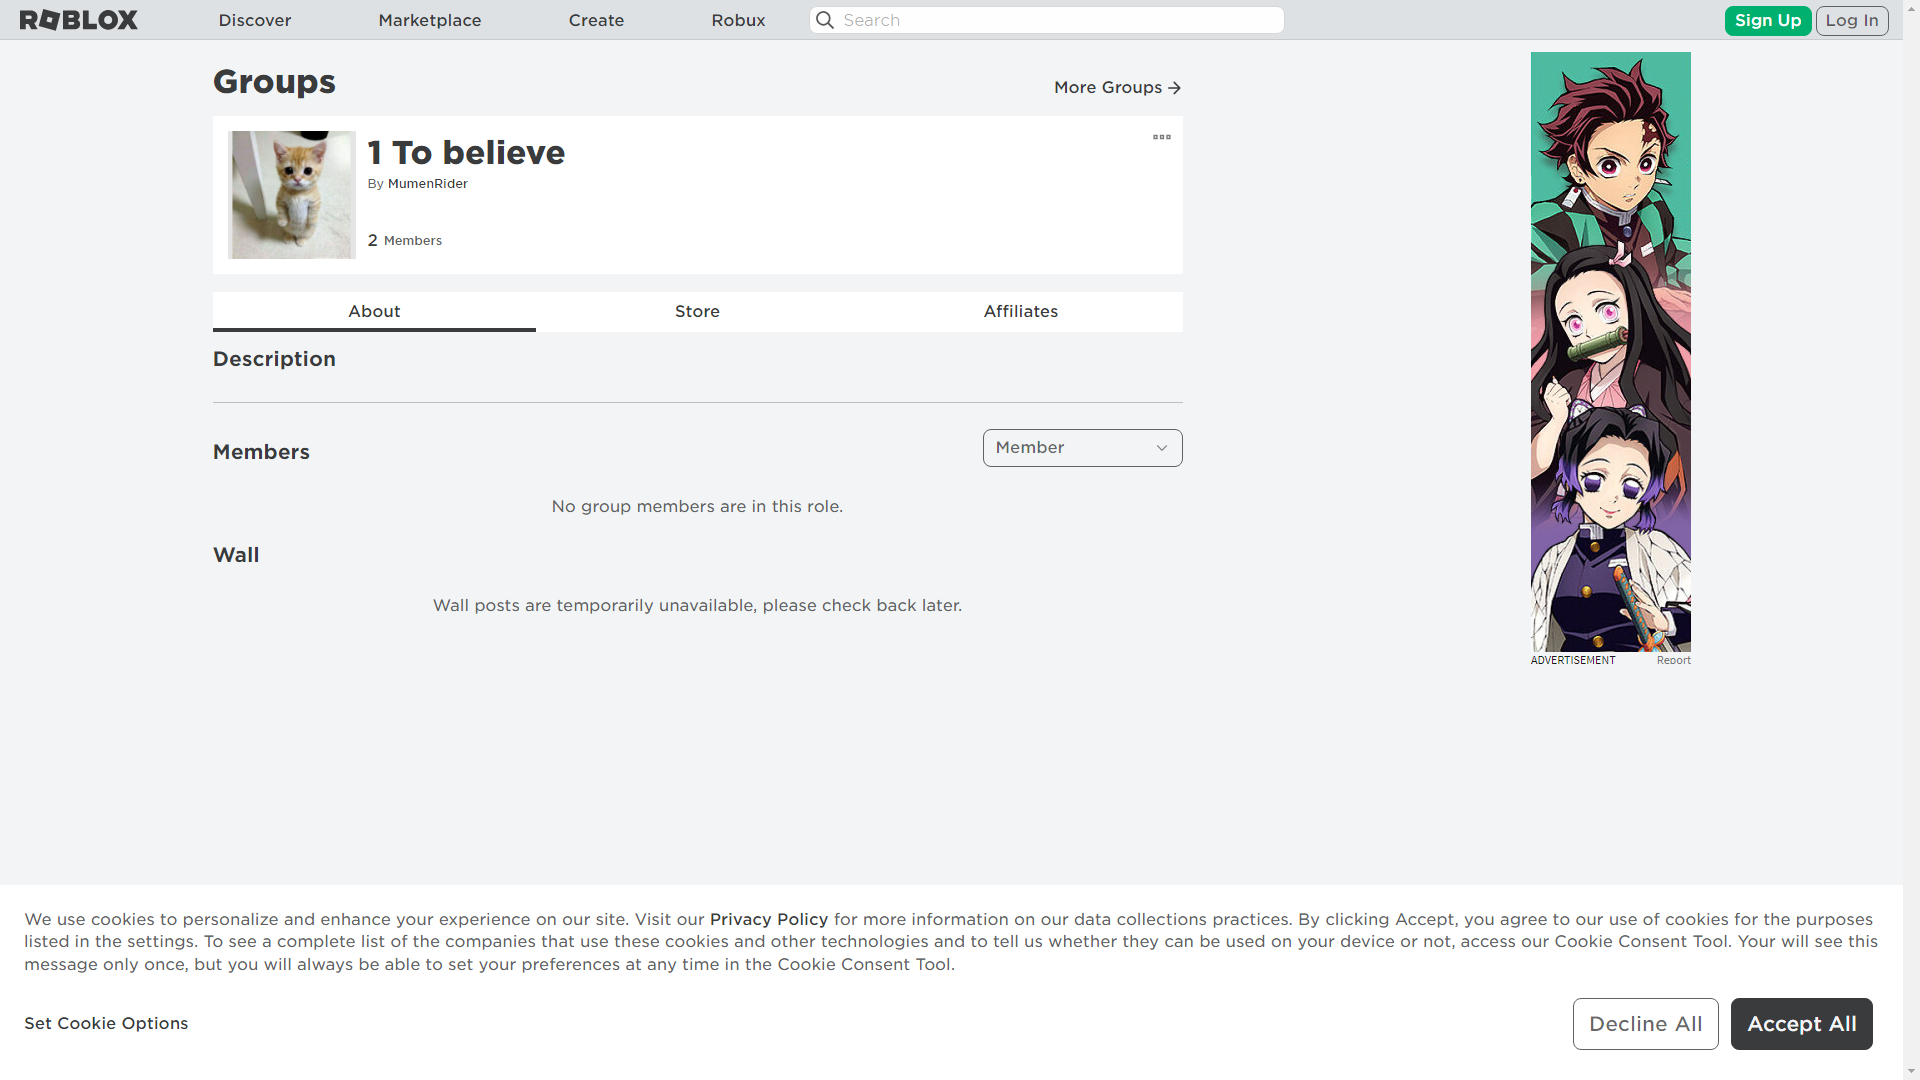 ROBLOX
Discover
Marketplace
Create
Robux
Search
Sign Up
Log In
Groups
More Groups
1 To believe
By MumenRider
2 Members
About
Store
Affiliates
Description
Members
Member
No group members are in this role.
Wall
Wall posts are temporarily unavailable, please check back later.
ADVERTISEMENT
Report
We use cookies to personalize and enhance your experience on our site. Visit our Privacy Policy for more information on our data collections practices. By clicking Accept, you agree to our use of cookies for the purposes
listed in the settings. To see a complete list of the companies that use these cookies and other technologies and to tell us whether they can be used on your device or not, access our Cookie Consent Tool. Your will see this
message only once, but you will always be able to set your preferences at any time in the Cookie Consent Tool.
Set Cookie Options
Decline All
Accept All